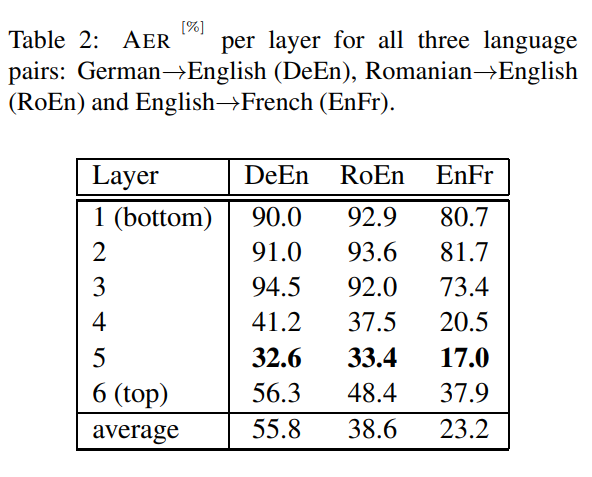 Table 2: AER [%] per layer for all three language
pairs: German→English (DeEn), Romanian→English
(RoEn) and English→French (EnFr).
Layer DeEn RoEn EnFr
1 (bottom) 90.0 92.9 80.7
2 91.0 93.6 81.7
3 94.5 92.0 73.4
4 41.2 37.5 20.5
5 32.6 33.4 17.0
6 (top) 56.3 48.4 37.9
average 55.8 38.6 23.2